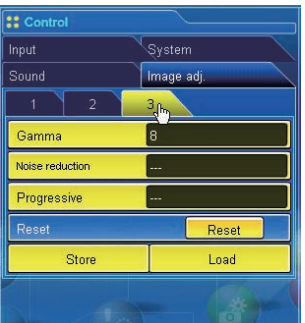 Control
Input System
Sound Image adj.
1 2 3
Gamma 8
Noise reduction ---
Progressive ---
Reset Reset
Store Load